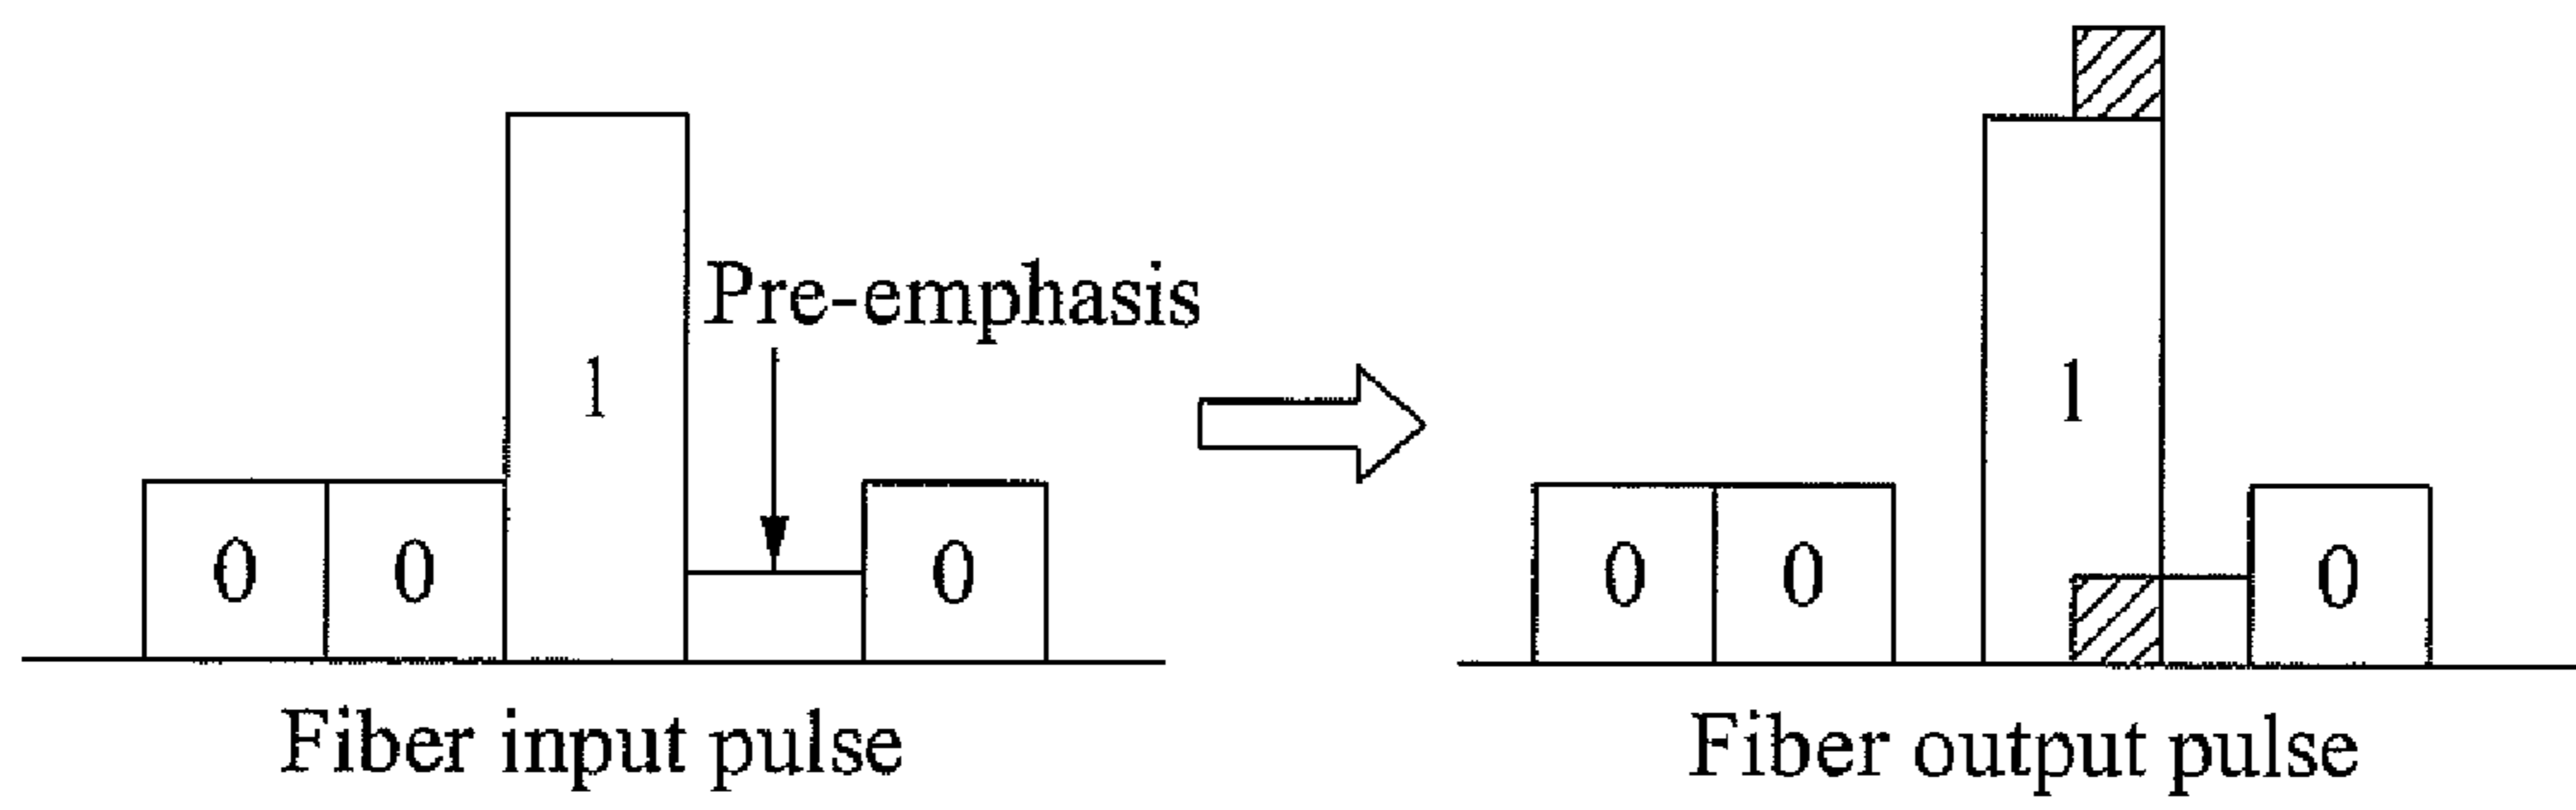 Pre-emphasis
1
0 0 0
Fiber input pulse
1
0 0 0
Fiber output pulse